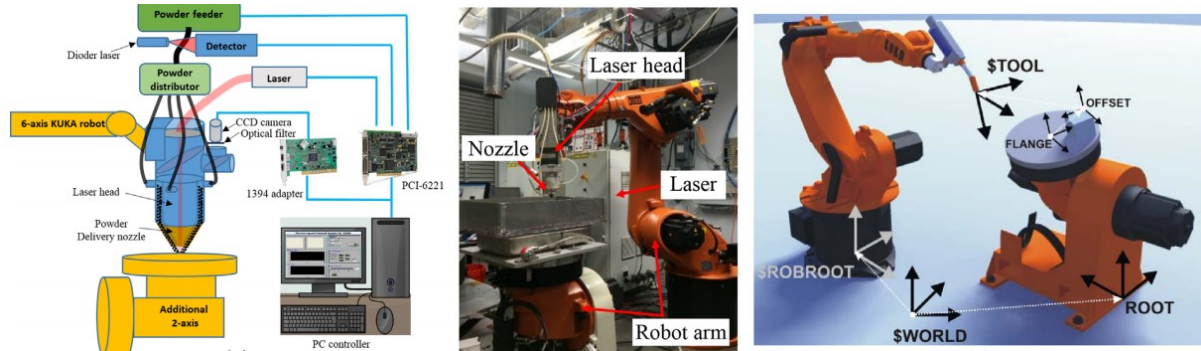 Powder feeder
Dioder laser
Detector
Powder
distributor
Laser
6-axis KUKA robot
CCD camera
Optical filter
1394 adapter
PCI-6221
Laser head
Powder
Delivery nozzle
Additional
2-axis
PC controller
Laser head
Nozzle
Laser
Robot arm
KUKA
$TOOL
OFFSET
FLANGE
$ROBROOT
$WORLD
ROOT